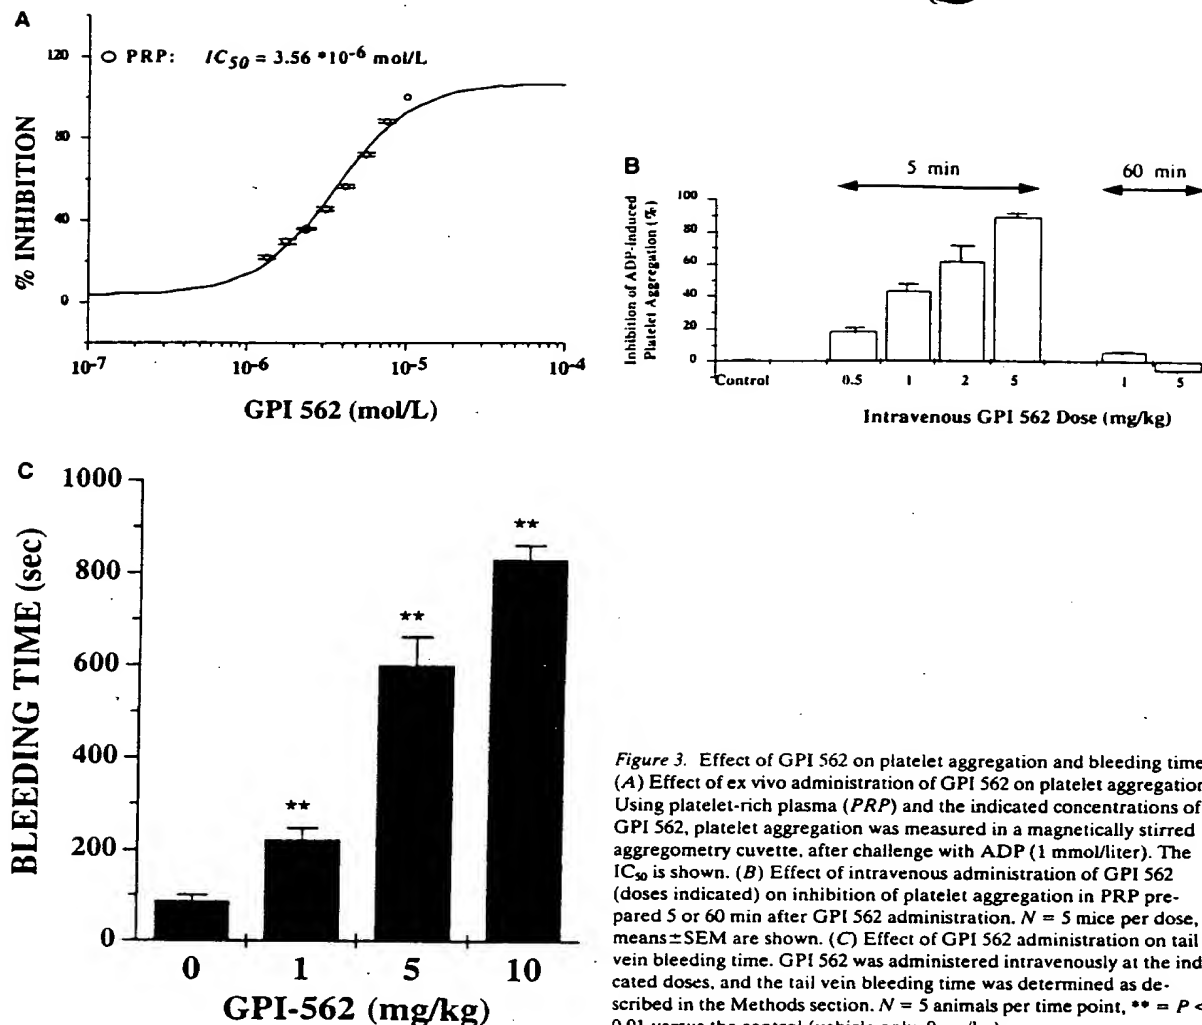 A
120
O PRP: IC50 = 3.56 *10-6 mol/L
80
40
0
% INHIBITION
10-7 10-6 10-5 10-4
GPI 562 (mol/L)
B
5 min 60 min
100
80
60
40
20
0
Inhibition of ADP-Induced
Platelet Aggregation (%)
Control 0.5 1 2 5 1 5
Intravenous GPI 562 Dose (mg/kg)
C
1000
800
600
400
200
0
BLEEDING TIME (sec)
**
**
**
0 1 5 10
GPI-562 (mg/kg)
Figure 3. Effect of GPI 562 on platelet aggregation and bleeding time
(A) Effect of ex vivo administration of GPI 562 on platelet aggregation
Using platelet-rich plasma (PRP) and the indicated concentrations of
GPI 562, platelet aggregation was measured in a magnetically stirred
aggregometry cuvette, after challenge with ADP (1 mmol/liter). The
IC50 is shown. (B) Effect of intravenous administration of GPI 562
(doses indicated) on inhibition of platelet aggregation in PRP pre-
pared 5 or 60 min after GPI 562 administration. N = 5 mice per dose,
means±SEM are shown. (C) Effect of GPI 562 administration on tail
vein bleeding time. GPI 562 was administered intravenously at the ind
cated doses, and the tail vein bleeding time was determined as de-
scribed in the Methods section. N = 5 animals per time point, ** = P <